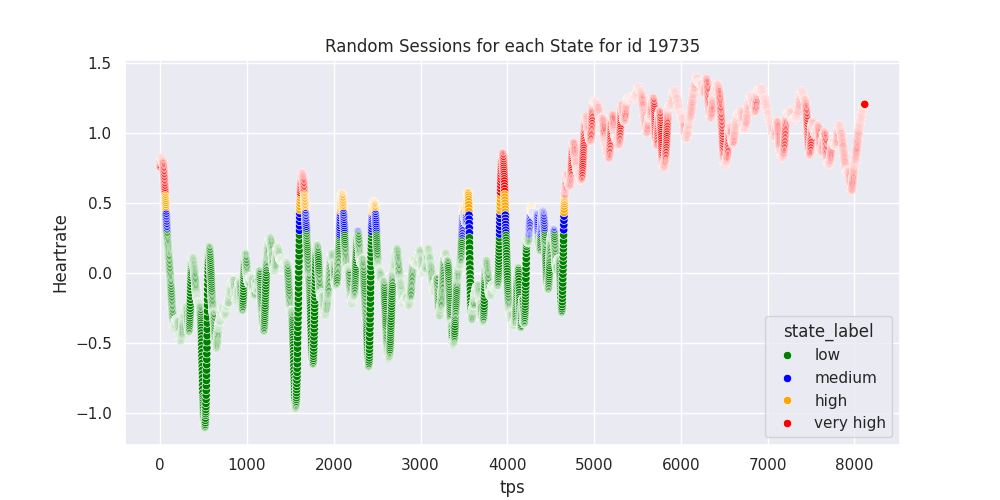 Random Sessions for each State for id 19735
Heartrate
1.5
1.0
0.5
0.0
−0.5
−1.0
state_label
low
medium
high
very high
0 1000 2000 3000 4000 5000 6000 7000 8000
tps